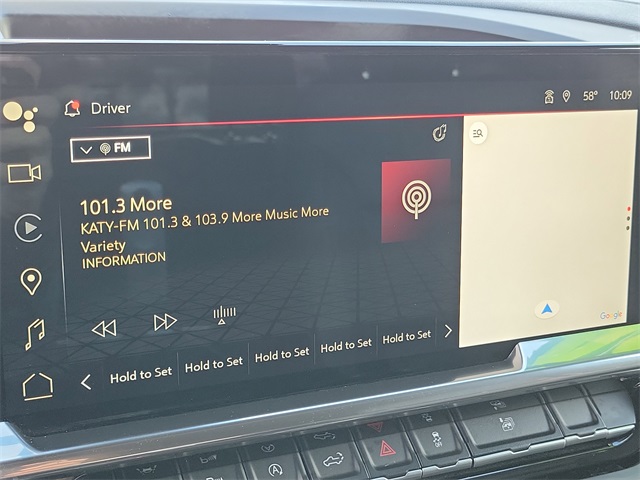 Driver
58° 10:09
FM
101.3 More
KATY-FM 101.3 & 103.9 More Music More
Variety
INFORMATION
Google
Hold to Set Hold to Set Hold to Set Hold to Set Hold to Set